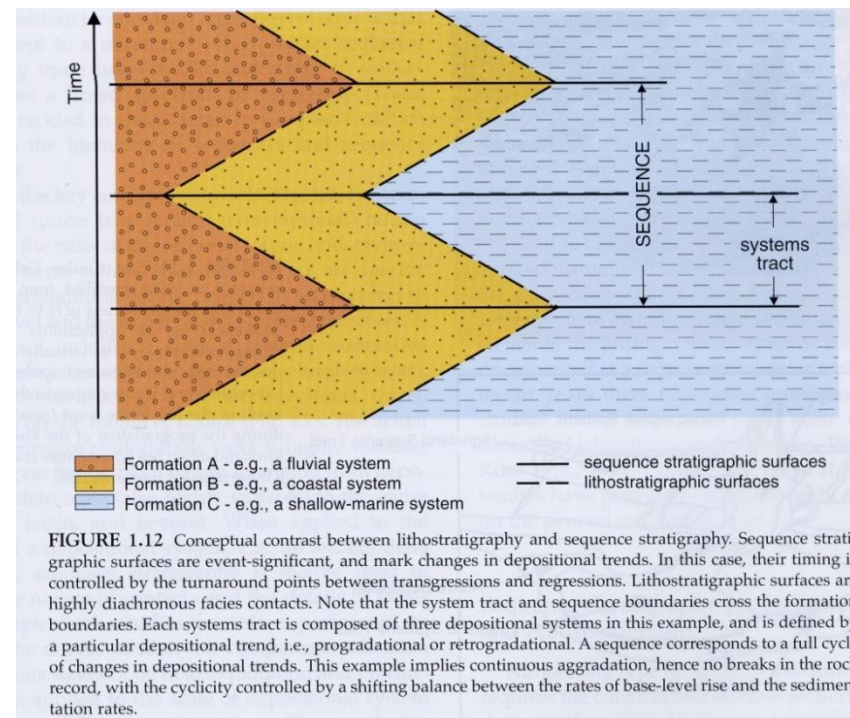 Time
SEQUENCE
systems
tract
Formation A - e.g., a fluvial system
Formation B - e.g., a coastal system
Formation C - e.g., a shallow-marine system
sequence stratigraphic surfaces
lithostratigraphic surfaces
FIGURE 1.12 Conceptual contrast between lithostratigraphy and sequence stratigraphy. Sequence strati-
graphic surfaces are event-significant, and mark changes in depositional trends. In this case, their timing i
controlled by the turnaround points between transgressions and regressions. Lithostratigraphic surfaces are
highly diachronous facies contacts. Note that the system tract and sequence boundaries cross the formation
boundaries. Each systems tract is composed of three depositional systems in this example, and is defined by
a particular depositional trend, i.e., progradational or retrogradational. A sequence corresponds to a full cycle
of changes in depositional trends. This example implies continuous aggradation, hence no breaks in the rock
record, with the cyclicity controlled by a shifting balance between the rates of base-level rise and the sedimen-
tation rates.